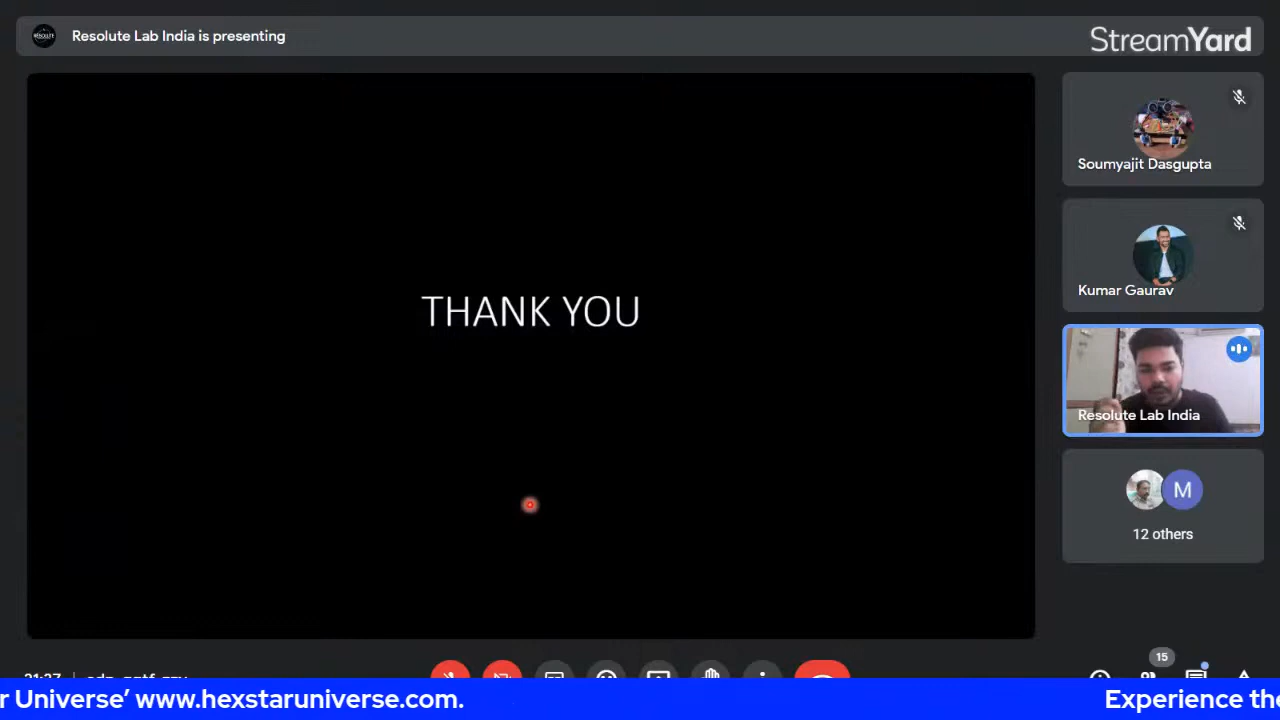 Resolute Lab India is presenting
StreamYard
Soumyajit Dasgupta
Kumar Gaurav
THANK YOU
Resolute Lab India
M
12 others
15
r Universe’ www.hexstaruniverse.com.
Experience the